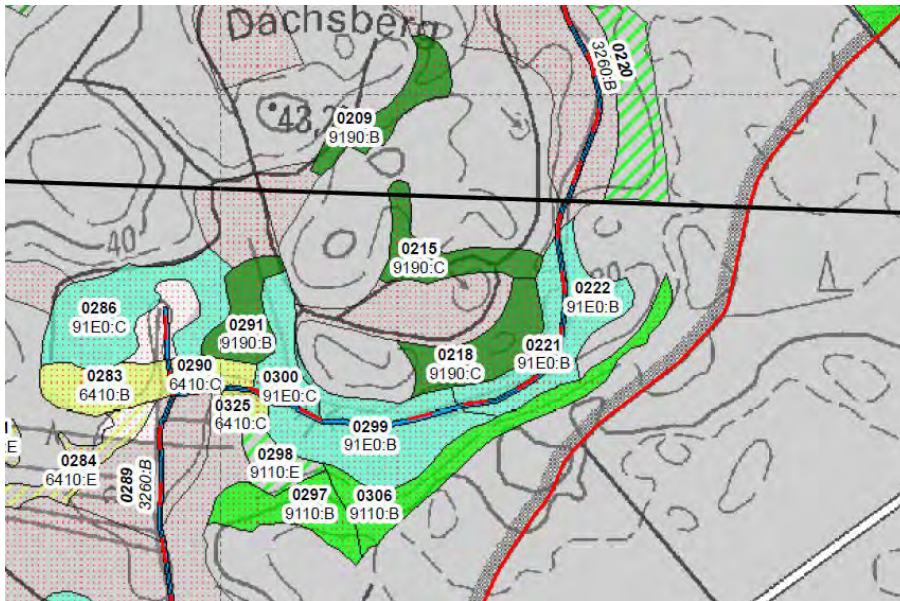 Dachsberg
0220
3260:B
43,
0209
9190:B
40
0215
9190:C
0222
91E0:B
0286
91E0:C
0291
9190:B
0221
91E0:B
0218
9190:C
0290
6410:C
0283
6410:B
0300
91E0:C
0325
6410:C
0299
91E0:B
0298
9110:E
0284
6410:E
0289
3260:B
0297
9110:B
0306
9110:B